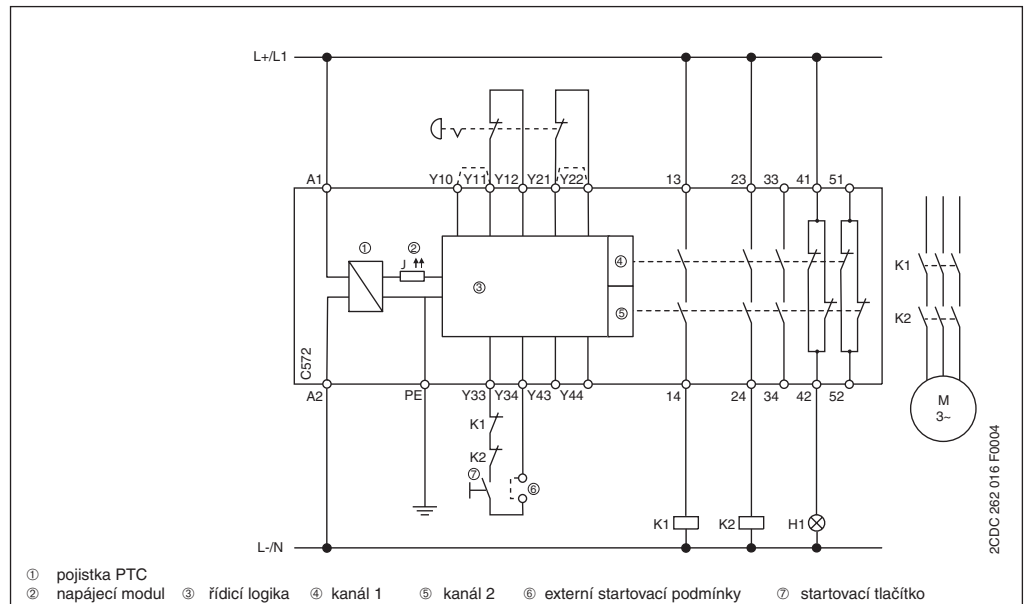 L+/L1
A1 Y10 Y11 Y12 Y21 Y22 13 23 33 41 51
① ② J ③ ④ ⑤
K1
K2
C572
A2 PE Y33 Y34 Y43 Y44 14 24 34 42 52
M
3~
K1
K2
⑦ ⑥
K1 K2 H1
L-/N
2CDC 262 016 F0004
① pojistka PTC
② napájecí modul ③ řídicí logika ④ kanál 1 ⑤ kanál 2 ⑥ externí startovací podmínky ⑦ startovací tlačítko